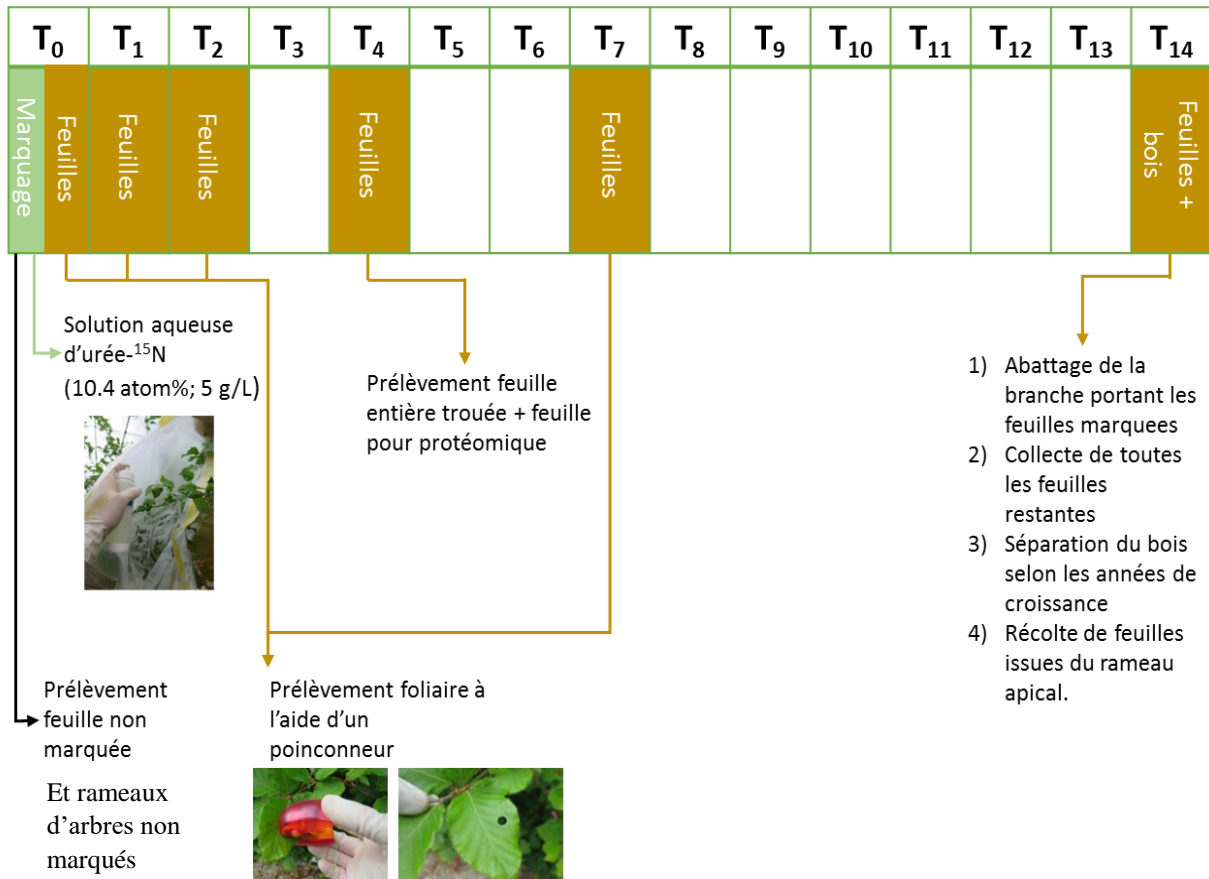 T0 T1 T2 T3 T4 T5 T6 T7 T8 T9 T10 T11 T12 T13 T14
Marquage
Feuilles
Feuilles
Feuilles
Feuilles
Feuilles
Feuilles +
bois
Solution aqueuse
d’urée-15N
(10.4 atom%; 5 g/L)
Prélèvement feuille
entière trouée + feuille
pour protéomique
1) Abattage de la
branche portant les
feuilles marquees
2) Collecte de toutes
les feuilles
restantes
3) Séparation du bois
selon les années de
croissance
4) Récolte de feuilles
issues du rameau
apical.
Prélèvement
feuille non
marquée
Et rameaux
d’arbres non
marqués
Prélèvement foliaire à
l’aide d’un
poinconneur